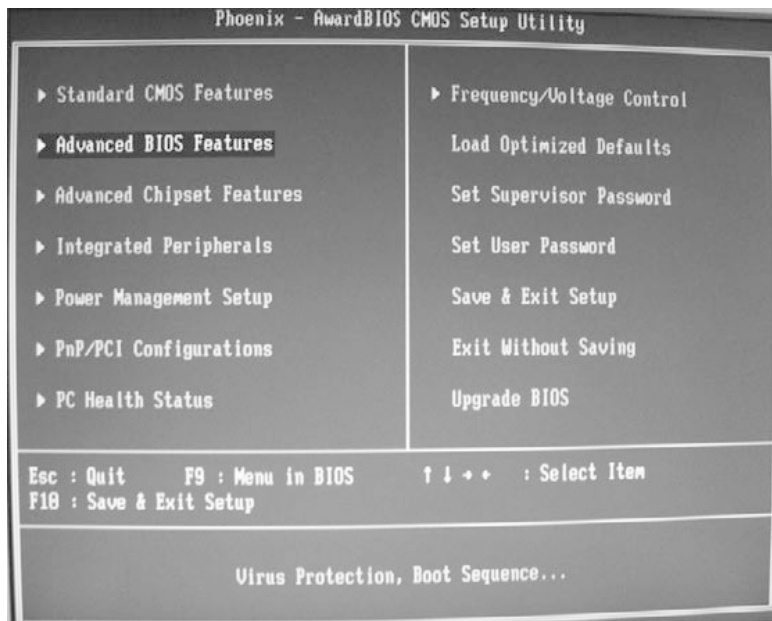 Phoenix - AwardBIOS CMOS Setup Utility
▶ Standard CMOS Features
▶ Advanced BIOS Features
▶ Advanced Chipset Features
▶ Integrated Peripherals
▶ Power Management Setup
▶ PnP/PCI Configurations
▶ PC Health Status
▶ Frequency/Voltage Control
Load Optimized Defaults
Set Supervisor Password
Set User Password
Save & Exit Setup
Exit Without Saving
Upgrade BIOS
Esc : Quit F9 : Menu in BIOS ↑ ↓ → ← : Select Item
F10 : Save & Exit Setup
Virus Protection, Boot Sequence...